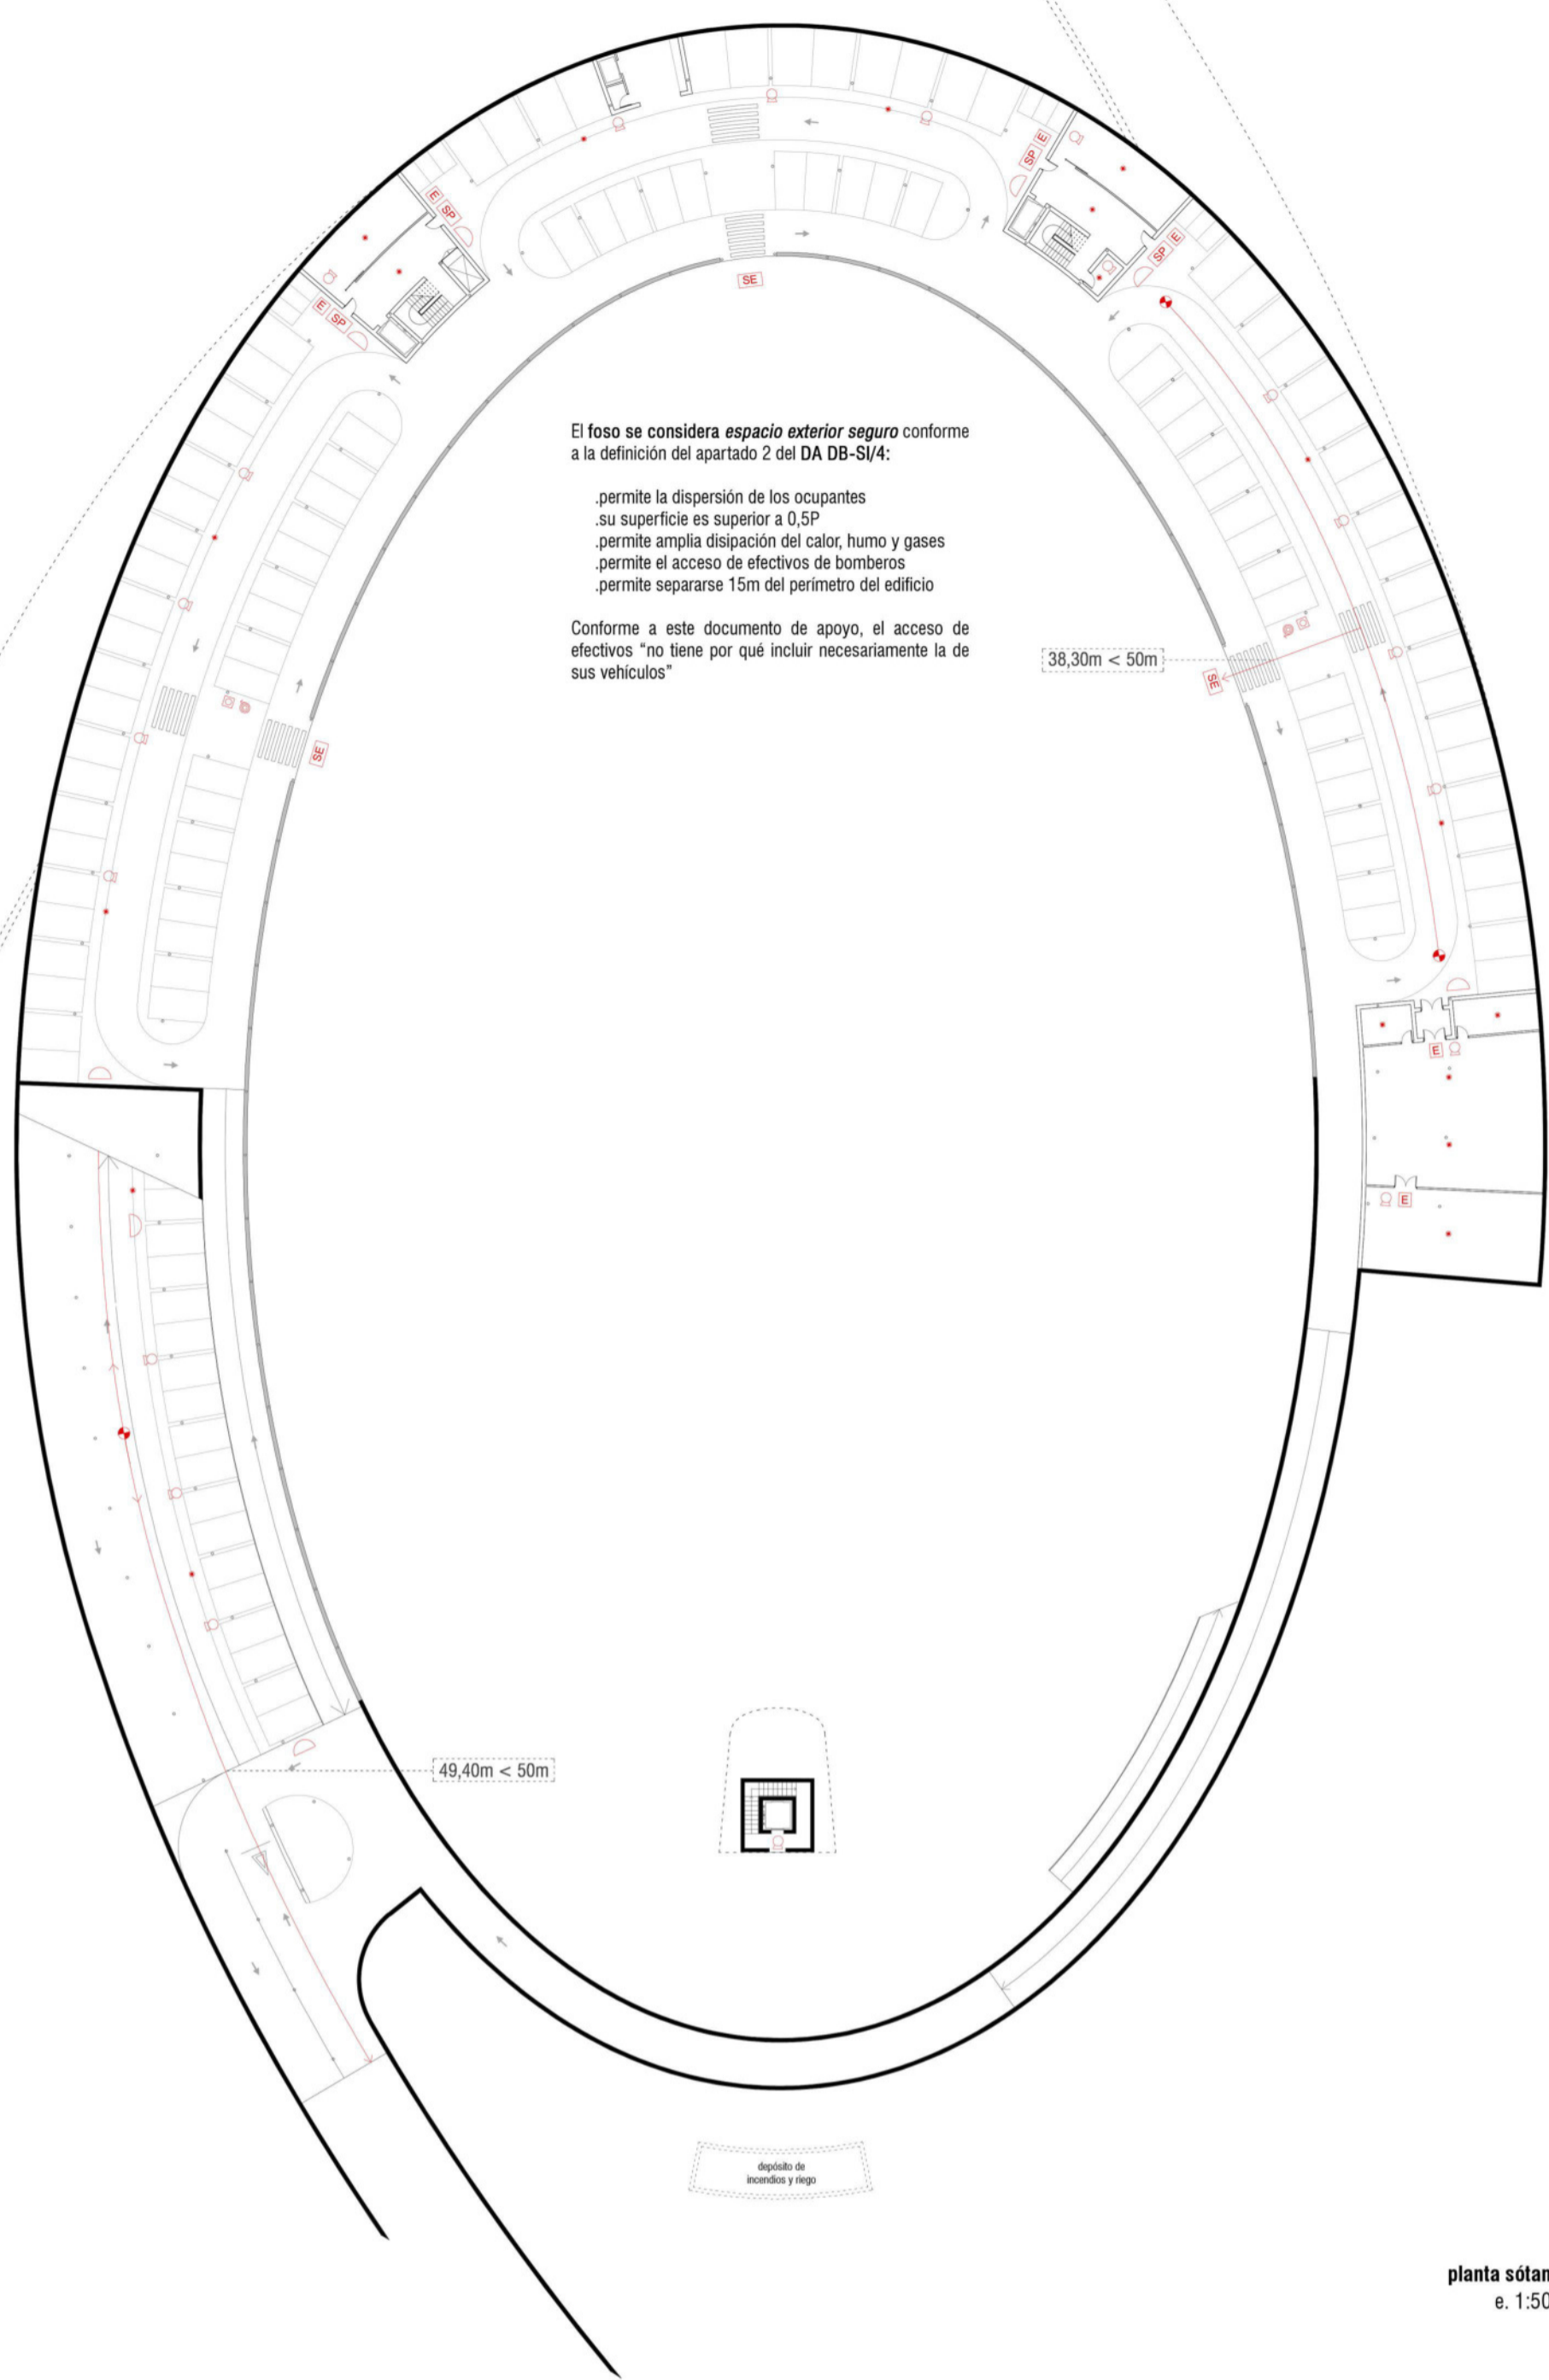 E
SP
E
SP
SP
E
SP
E
SE
El foso se considera espacio exterior seguro conforme
a la definición del apartado 2 del DA DB-SI/4:
.permite la dispersión de los ocupantes
.su superficie es superior a 0,5P
.permite amplia disipación del calor, humo y gases
.permite el acceso de efectivos de bomberos
.permite separarse 15m del perímetro del edificio
Conforme a este documento de apoyo, el acceso de
efectivos “no tiene por qué incluir necesariamente la de
sus vehículos”
38,30m < 50m
SE
SE
E
E
49,40m < 50m
depósito de
incendios y riego
planta sótan
e. 1:50